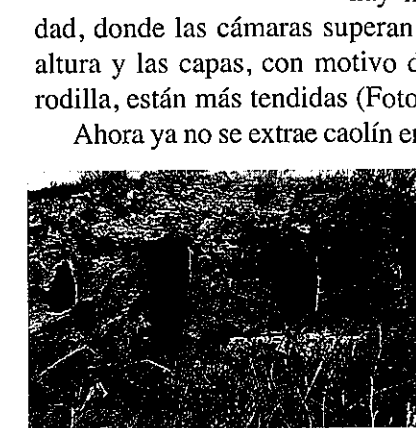 dad, donde las cámaras superan
altura y las capas, con motivo d
rodilla, están más tendidas (Foto
Ahora ya no se extrae caolín en